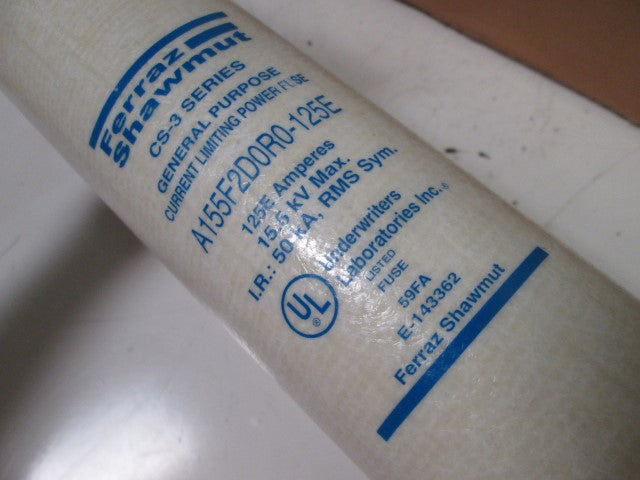 Ferraz
Shawmut
CS-3 SERIES
GENERAL PURPOSE
CURRENT LIMITING POWER FUSE
A155F2D0R0-125E
125E Amperes
15.5 kV Max.
I.R.: 50 kA, RMS Sym.
UL
®
Underwriters
Laboratories Inc.®
LISTED
FUSE
59FA
E-143362
Ferraz Shawmut